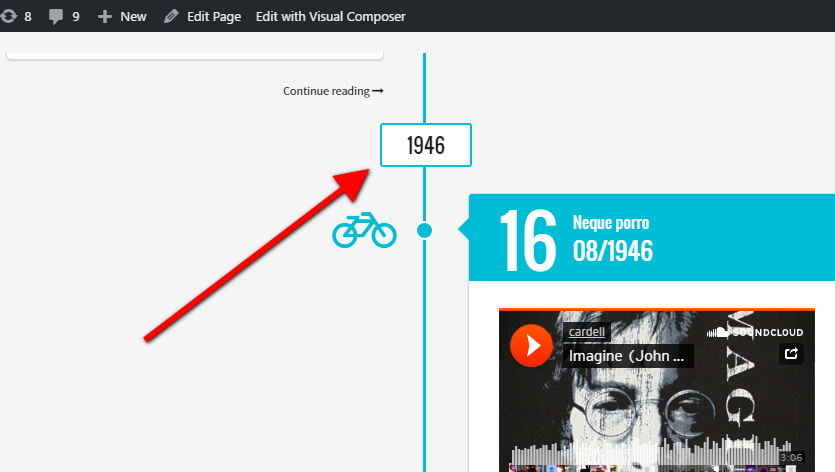 8 9 New Edit Page Edit with Visual Composer
Continue reading
1946
16
Neque porro
08/1946
cardell
SOUNDCLOUD
Imagine (John ...
3:06